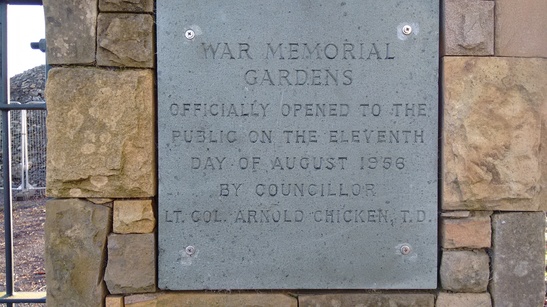 WAR MEMORIAL
GARDENS
OFFICIALLY OPENED TO THE
PUBLIC ON THE ELEVENTH
DAY OF AUGUST 1956
BY COUNCILLOR
LT. COL. ARNOLD CHICKEN, T.D.